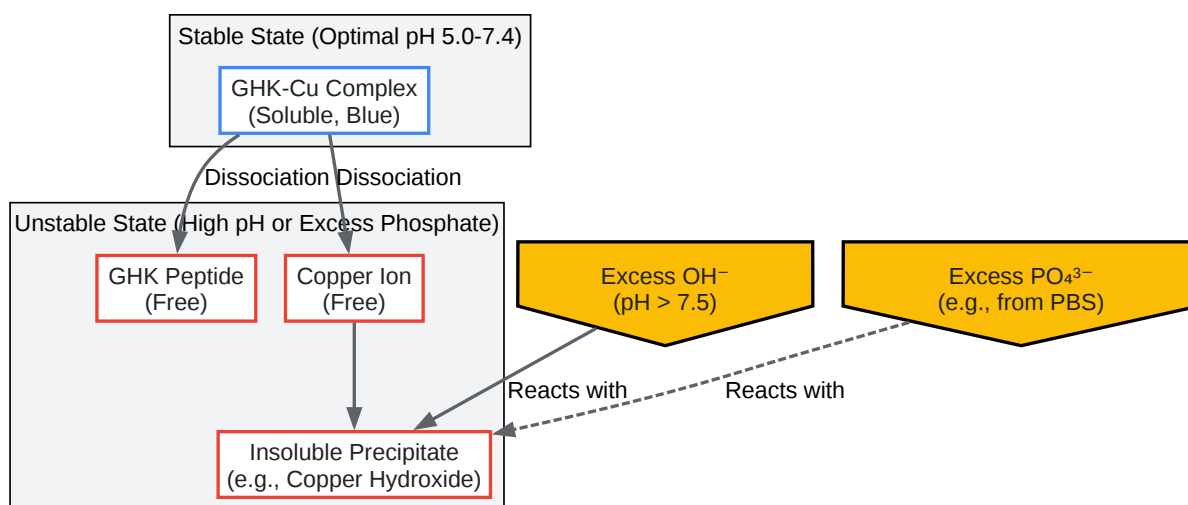 Stable State (Optimal pH 5.0-7.4)
GHK-Cu Complex
(Soluble, Blue)
Dissociation
Dissociation
Unstable State (High pH or Excess Phosphate)
GHK Peptide
(Free)
Copper Ion
(Free)
Excess OH⁻
(pH > 7.5)
Excess PO₄³⁻
(e.g., from PBS)
Reacts with
Reacts with
Insoluble Precipitate
(e.g., Copper Hydroxide)